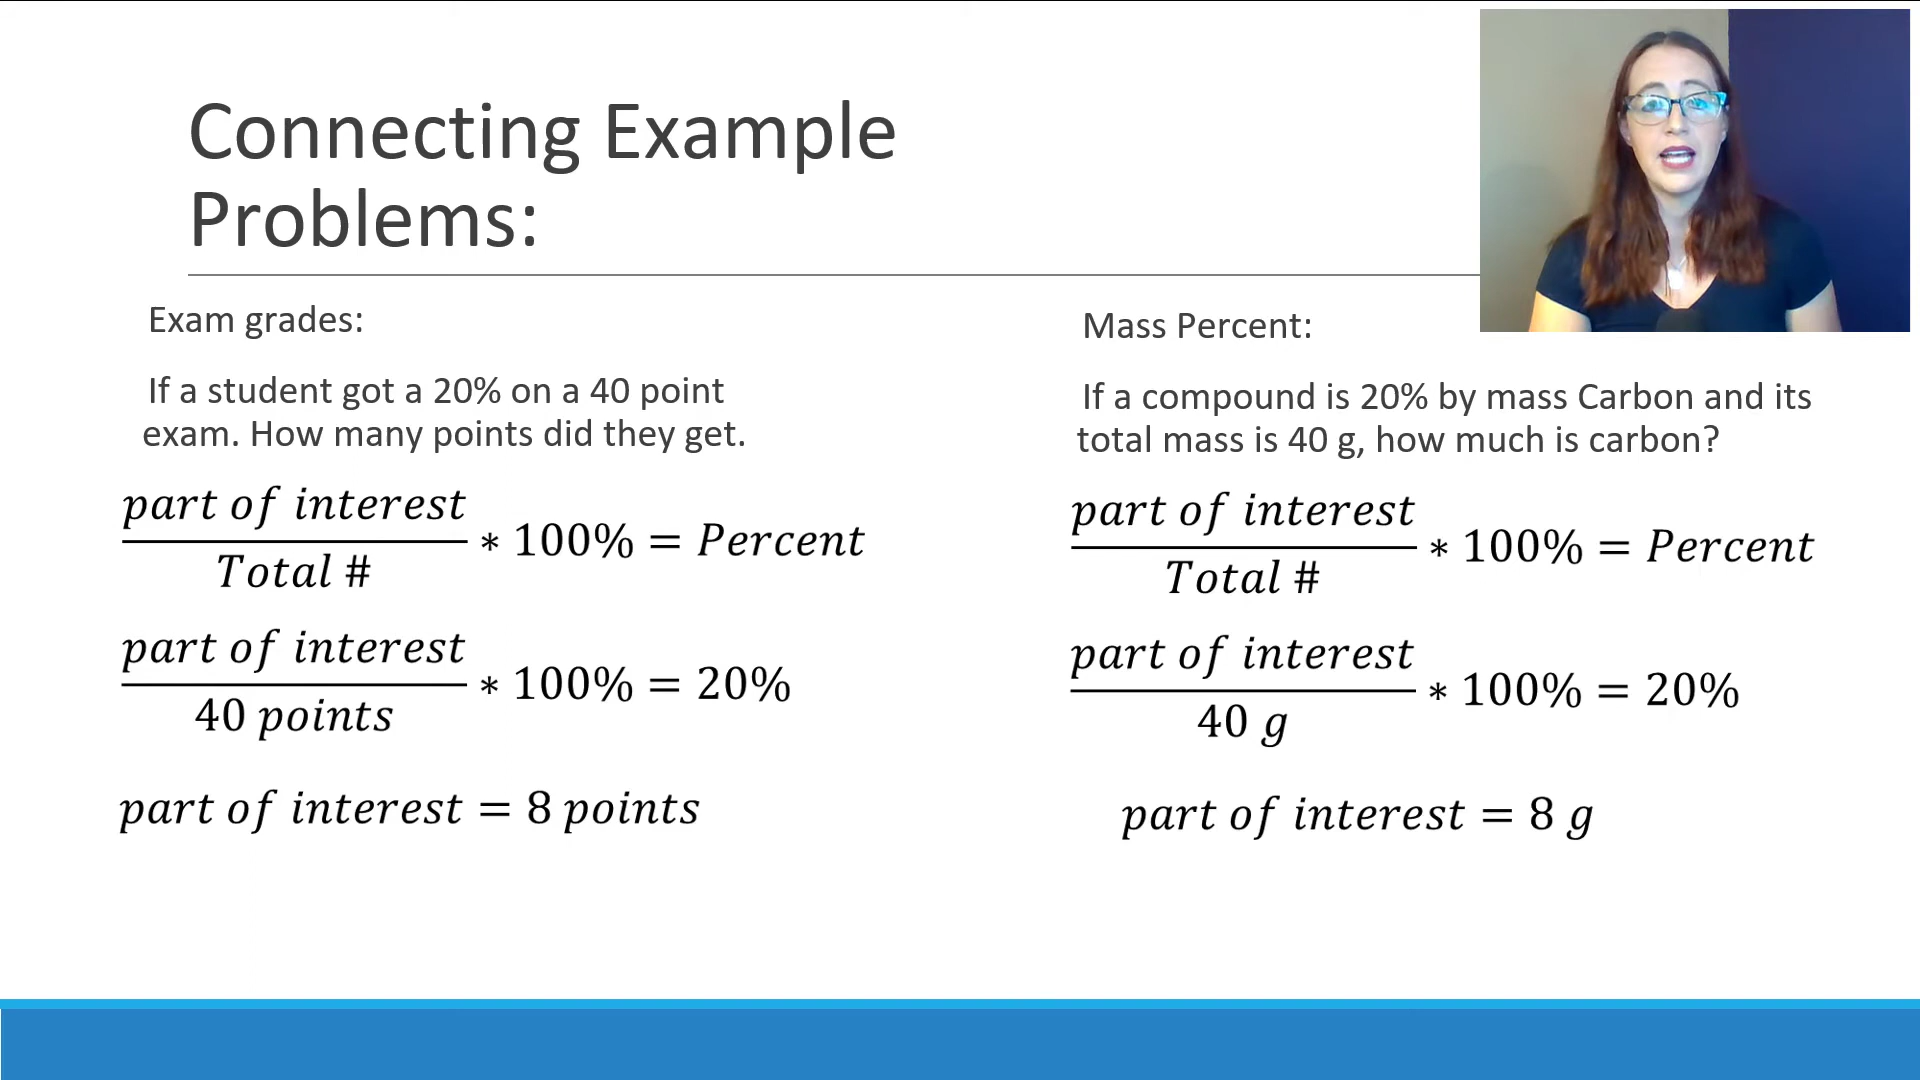 Connecting Example
Problems:
Exam grades:
If a student got a 20% on a 40 point
exam. How many points did they get.
part of interest
Total #
* 100% = Percent
part of interest
40 points
* 100% = 20%
part of interest = 8 points
Mass Percent:
If a compound is 20% by mass Carbon and its
total mass is 40 g, how much is carbon?
part of interest
Total #
* 100% = Percent
part of interest
40 g
* 100% = 20%
part of interest = 8 g